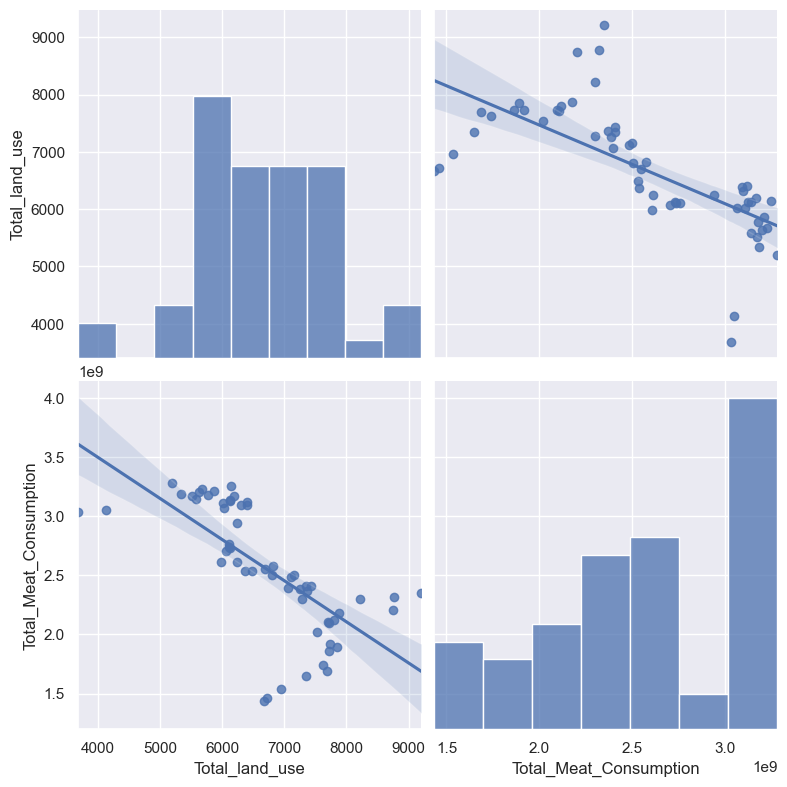 9000
8000
7000
6000
5000
4000
Total_land_use
1e9
4.0
3.5
3.0
2.5
2.0
1.5
Total_Meat_Consumption
4000 5000 6000 7000 8000 9000
Total_land_use
1.5 2.0 2.5 3.0
Total_Meat_Consumption
1e9